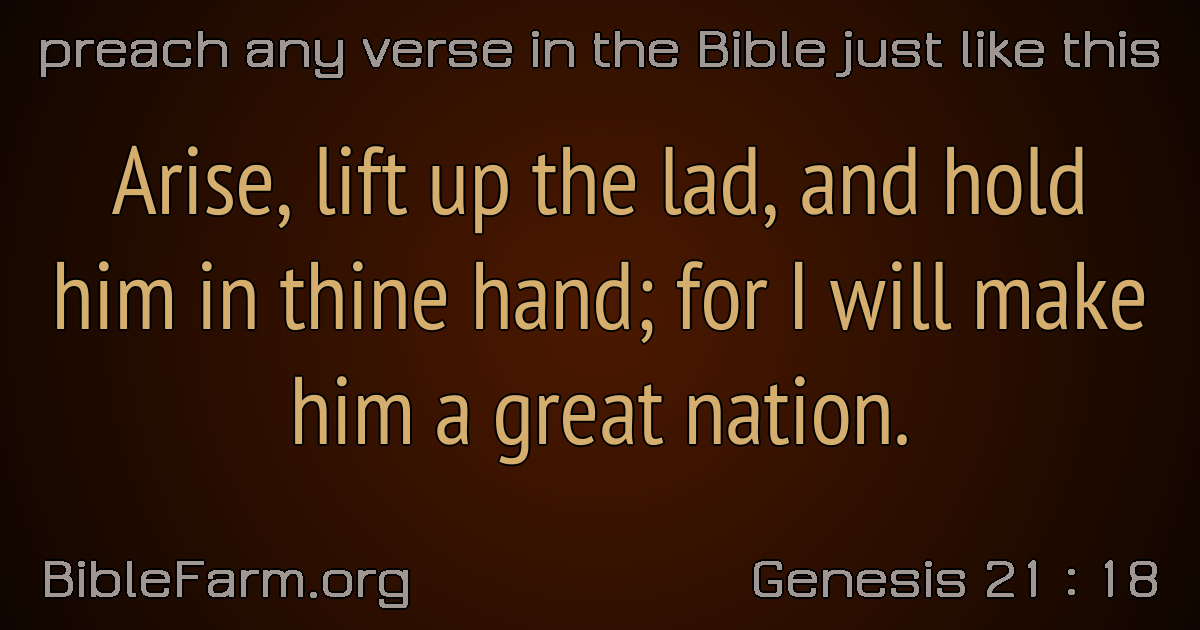 preach any verse in the Bible just like this
Arise, lift up the lad, and hold
him in thine hand; for I will make
him a great nation.
BibleFarm.org
Genesis 21 : 18